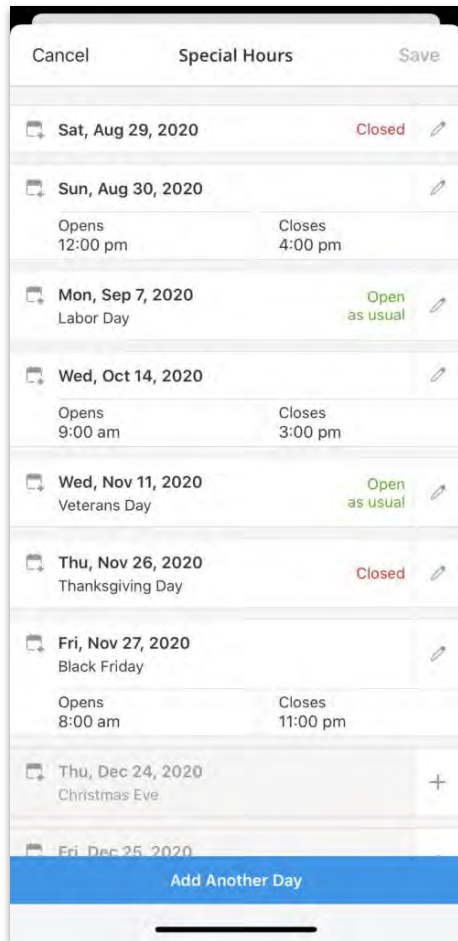 Cancel Special Hours Save
Sat, Aug 29, 2020 Closed
Sun, Aug 30, 2020
Opens Closes
12:00 pm 4:00 pm
Mon, Sep 7, 2020 Open
Labor Day as usual
Wed, Oct 14, 2020
Opens Closes
9:00 am 3:00 pm
Wed, Nov 11, 2020 Open
Veterans Day as usual
Thu, Nov 26, 2020
Thanksgiving Day Closed
Fri, Nov 27, 2020
Black Friday
Opens Closes
8:00 am 11:00 pm
Thu, Dec 24, 2020
Christmas Eve
Fri, Dec 25, 2020
Add Another Day